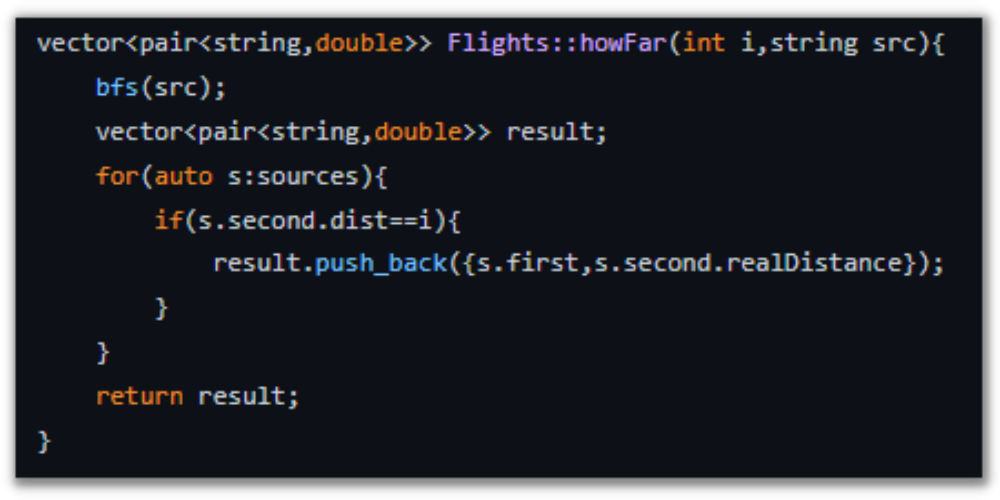 vector<pair<string,double>> Flights::howFar(int i,string src){
    bfs(src);
    vector<pair<string,double>> result;
    for(auto s:sources){
        if(s.second.dist==i){
            result.push_back({s.first,s.second.realDistance});
        }
    }
    return result;
}